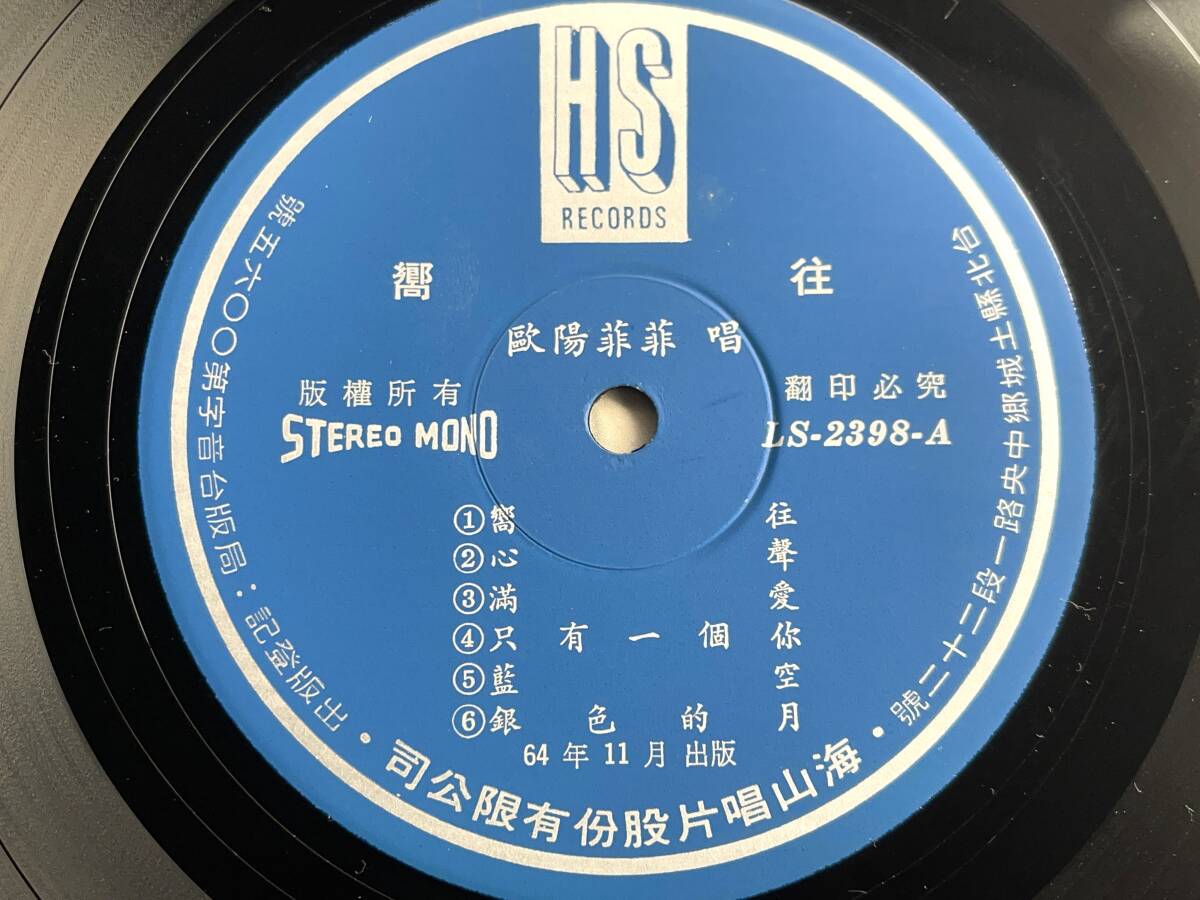 HS
RECORDS
嚮往
歐陽菲菲 唱
版權所有
翻印必究
STEREO MONO
LS-2398-A
①嚮往
②心聲
③滿愛
④只有一個你
⑤藍空
⑥銀色的月
64年11月出版
台北縣土城鄉中央路一段二十二號・海山唱片股份有限公司・出版登記：局版台音字第〇〇六五號